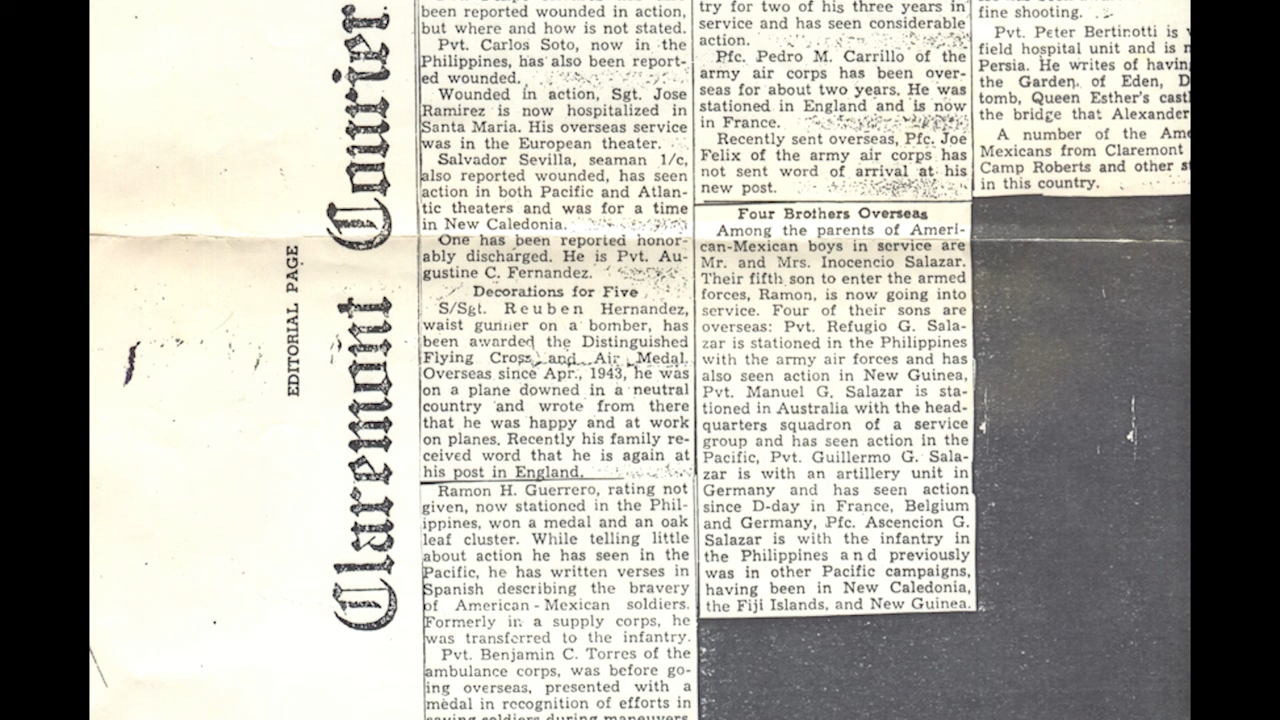 Claremont Courier
EDITORIAL PAGE
been reported wounded in action,
but where and how is not stated.
Pvt. Carlos Soto, now in the
Philippines, has also been report-
ed wounded.
Wounded in action, Sgt. Jose
Ramirez is now hospitalized in
Santa Maria. His overseas service
was in the European theater.
Salvador Sevilla, seaman 1/c,
also reported wounded, has seen
action in both Pacific and Atlan-
tic theaters and was for a time
in New Caledonia.
One has been reported honor-
ably discharged. He is Pvt. Au-
gustine C. Fernandez.
Decorations for Five
S/Sgt. Reuben Hernandez,
waist gunner on a bomber, has
been awarded the Distinguished
Flying Cross and Air Medal.
Overseas since Apr., 1943, he was
on a plane downed in a neutral
country and wrote from there
that he was happy and at work
on planes. Recently his family re-
ceived word that he is again at
his post in England.
Ramon H. Guerrero, rating not
given, now stationed in the Phil-
ippines, won a medal and an oak
leaf cluster. While telling little
about action he has seen in the
Pacific, he has written verses in
Spanish describing the bravery
of American-Mexican soldiers.
Formerly in a supply corps, he
was transferred to the infantry.
Pvt. Benjamin C. Torres of the
ambulance corps, was before go-
ing overseas, presented with a
medal in recognition of efforts in
saving soldiers during maneuvers
try for two of his three years in
service and has seen considerable
action.
Pfc. Pedro M. Carrillo of the
army air corps has been over-
seas for about two years. He was
stationed in England and is now
in France.
Recently sent overseas, Pfc. Joe
Felix of the army air corps has
not sent word of arrival at his
new post.
Four Brothers Overseas
Among the parents of Ameri-
can-Mexican boys in service are
Mr. and Mrs. Inocencio Salazar.
Their fifth son to enter the armed
forces, Ramon, is now going into
service. Four of their sons are
overseas: Pvt. Refugio G. Sala-
zar is stationed in the Philippines
with the army air forces and has
also seen action in New Guinea,
Pvt. Manuel G. Salazar is sta-
tioned in Australia with the head-
quarters squadron of a service
group and has seen action in the
Pacific, Pvt. Guillermo G. Sala-
zar is with an artillery unit in
Germany and has seen action
since D-day in France, Belgium
and Germany, Pfc. Ascencion G.
Salazar is with the infantry in
the Philippines and previously
was in other Pacific campaigns,
having been in New Caledonia,
the Fiji Islands, and New Guinea.
fine shooting.
Pvt. Peter Bertinotti is
field hospital unit and is
Persia. He writes of havin
the Garden of Eden, D
tomb, Queen Esther's cast
the bridge that Alexander
A number of the Ame
Mexicans from Claremont
Camp Roberts and other s
in this country.